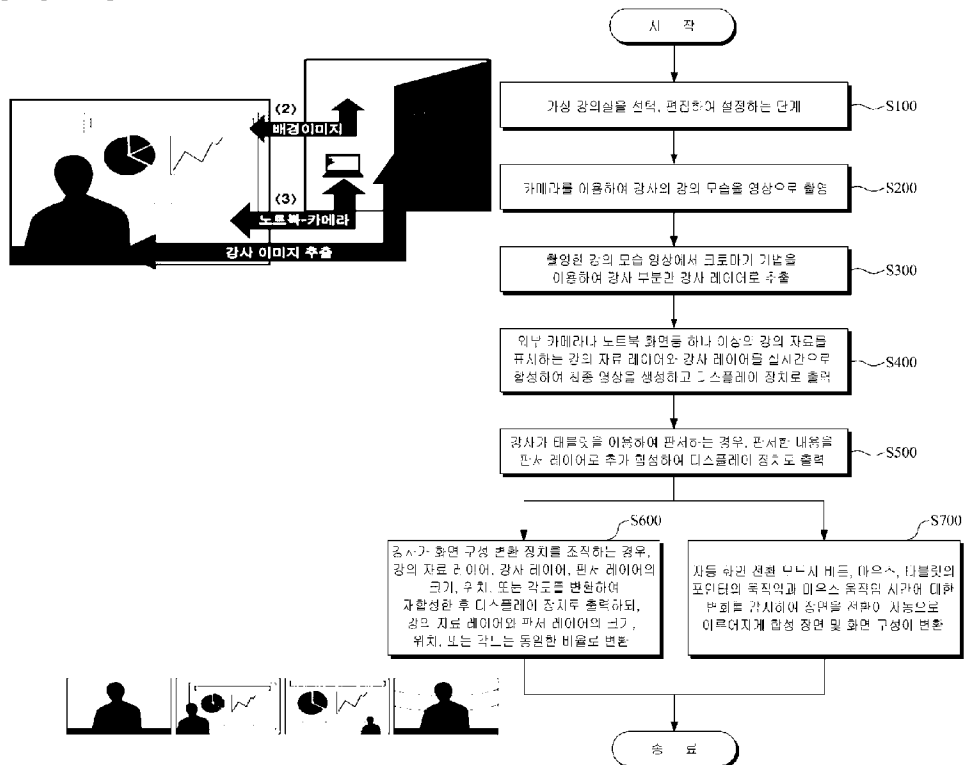 시 작
(2)
배경이미지
(3)
노트북-카메라
강사 이미지 추출
가상 강의실을 선택, 편집하여 설정하는 단계
S100
카메라를 이용하여 강사의 강의 모습을 영상으로 촬영
S200
촬영한 강의 모습 영상에서 크로마키 기법을
이용하여 강사 부분만 강사 레이어로 추출
S300
외부 카메라나 노트북 화면등 하나 이상의 강의 자료를
표시하는 강의 자료 레이어와 강사 레이어를 실시간으로
합성하여 최종 영상을 생성하고 디스플레이 장치로 출력
S400
강사가 태블릿을 이용하여 판서하는 경우, 판서한 내용을
판서 레이어로 추가 합성하여 디스플레이 장치로 출력
S500
S600
강사가 화면 구성 변환 장치를 조작하는 경우,
강의 자료 레이어, 강사 레이어, 판서 레이어의
크기, 위치, 또는 각도를 변환하여
재합성한 후 디스플레이 장치로 출력하되,
강의 자료 레이어와 판서 레이어의 크기,
위치, 또는 각도는 동일한 비율로 변환
S700
자동 화면 전환 모드시 버튼, 마우스, 태블릿의
포인터의 움직임과 마우스 움직임 시간에 대한
변화를 감지하여 장면을 전환이 자동으로
이루어지게 합성 장면 및 화면 구성이 변환
종 료